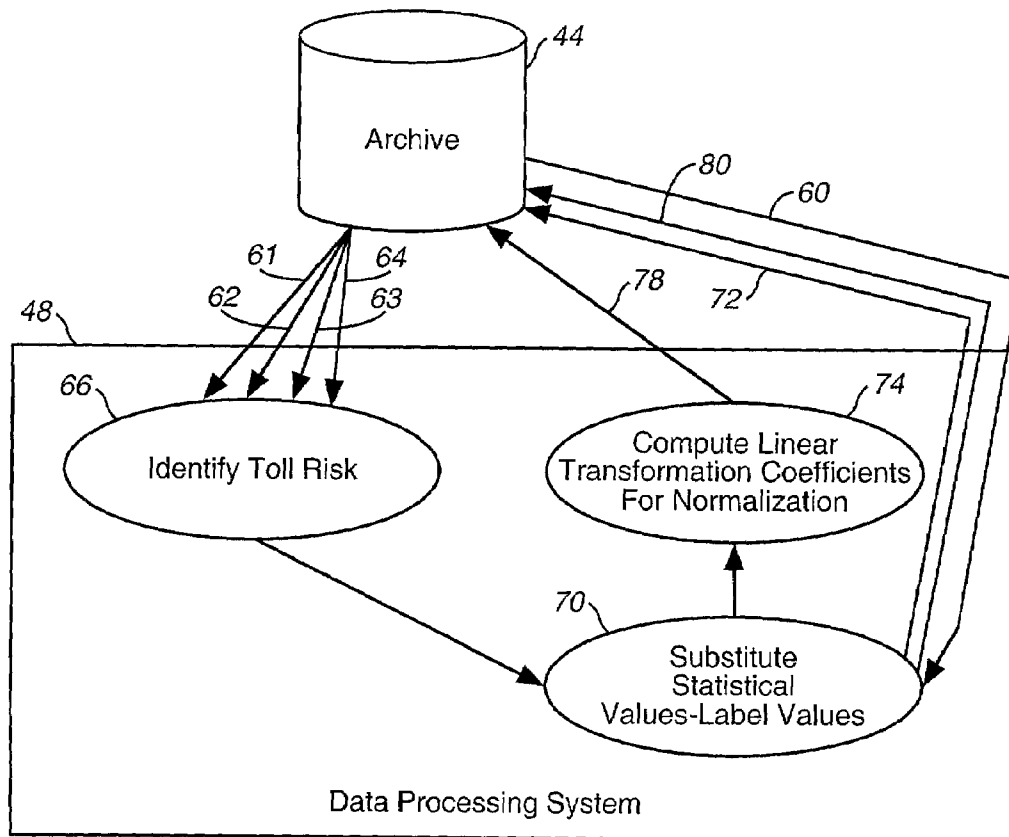 44
Archive
80
60
61
64
62
63
78
72
48
66
74
Identify Toll Risk
Compute Linear
Transformation Coefficients
For Normalization
70
Substitute
Statistical
Values-Label Values
Data Processing System